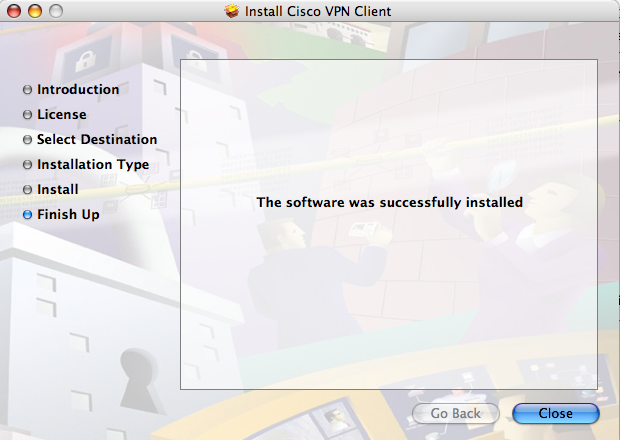 Install Cisco VPN Client
Introduction
License
Select Destination
Installation Type
Install
Finish Up
The software was successfully installed
Go Back
Close